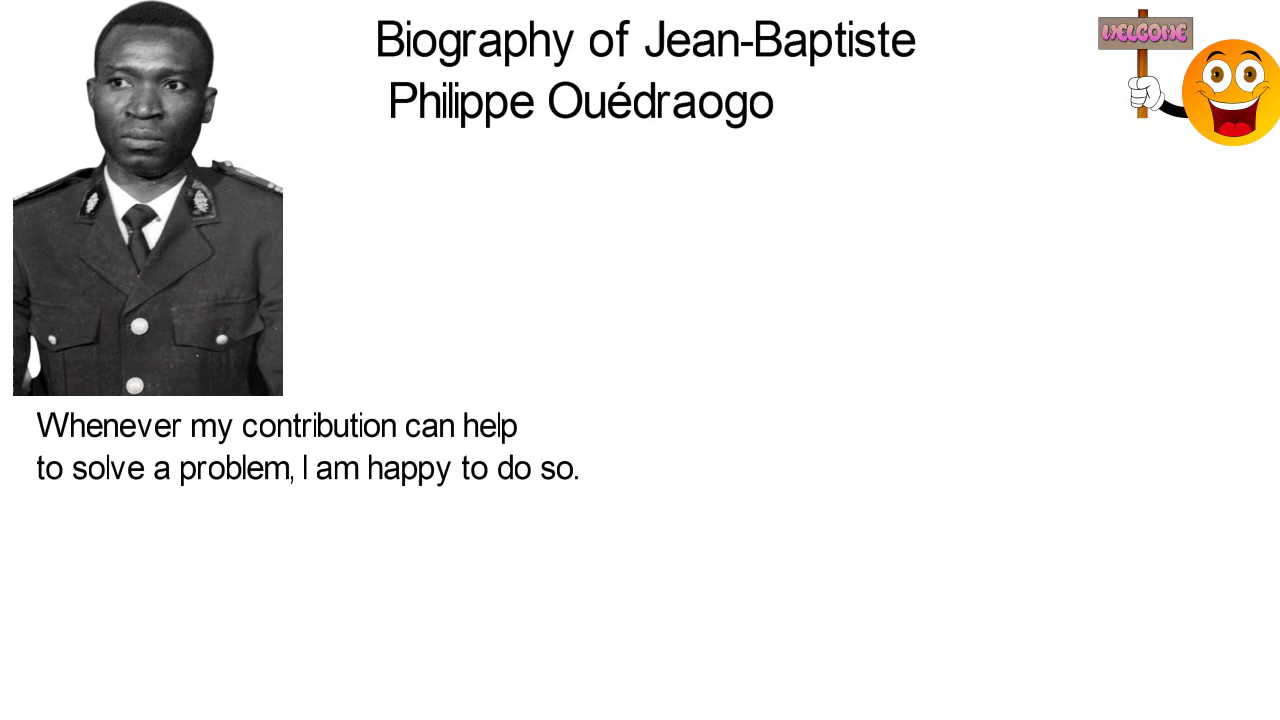 Biography of Jean-Baptiste
Philippe Ouédraogo
WELCOME
Whenever my contribution can help
to solve a problem, I am happy to do so.